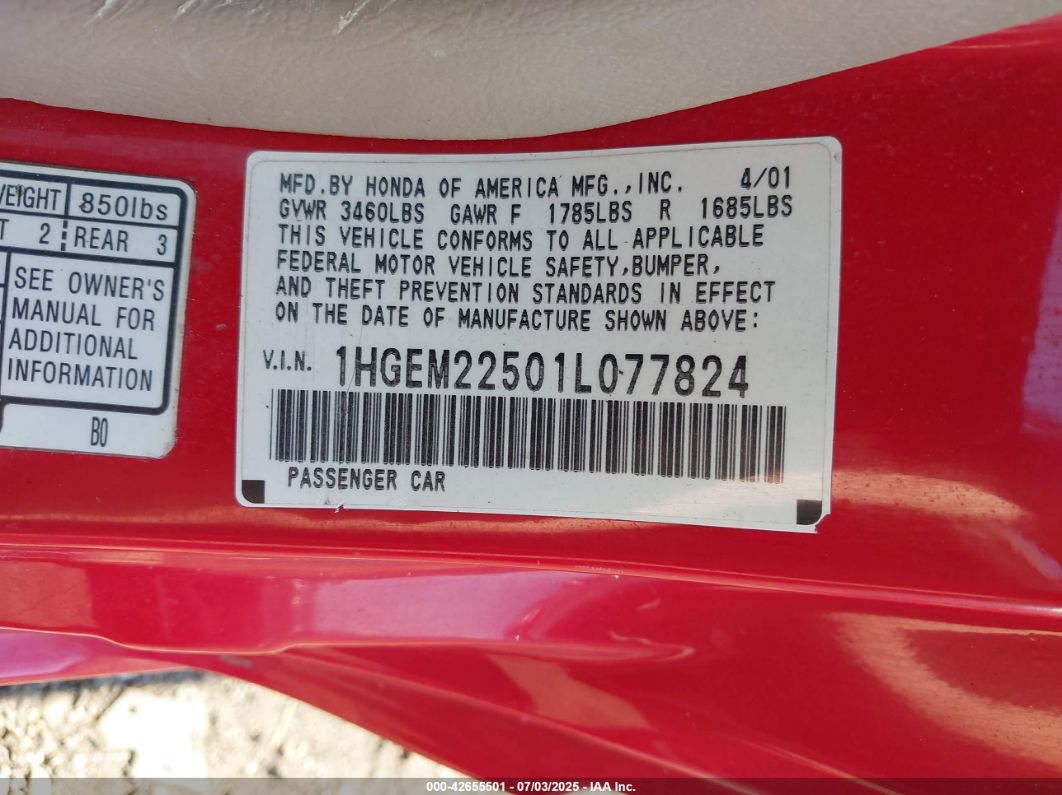 EIGHT 850lbs
T 2 REAR 3
SEE OWNER'S
MANUAL FOR
ADDITIONAL
INFORMATION
B0
MFD.BY HONDA OF AMERICA MFG.,INC. 4/01
GVWR 3460LBS GAWR F 1785LBS R 1685LBS
THIS VEHICLE CONFORMS TO ALL APPLICABLE
FEDERAL MOTOR VEHICLE SAFETY,BUMPER,
AND THEFT PREVENTION STANDARDS IN EFFECT
ON THE DATE OF MANUFACTURE SHOWN ABOVE:
V.I.N. 1HGEM22501L077824
PASSENGER CAR
000-42655501 - 07/03/2025 - IAA Inc.